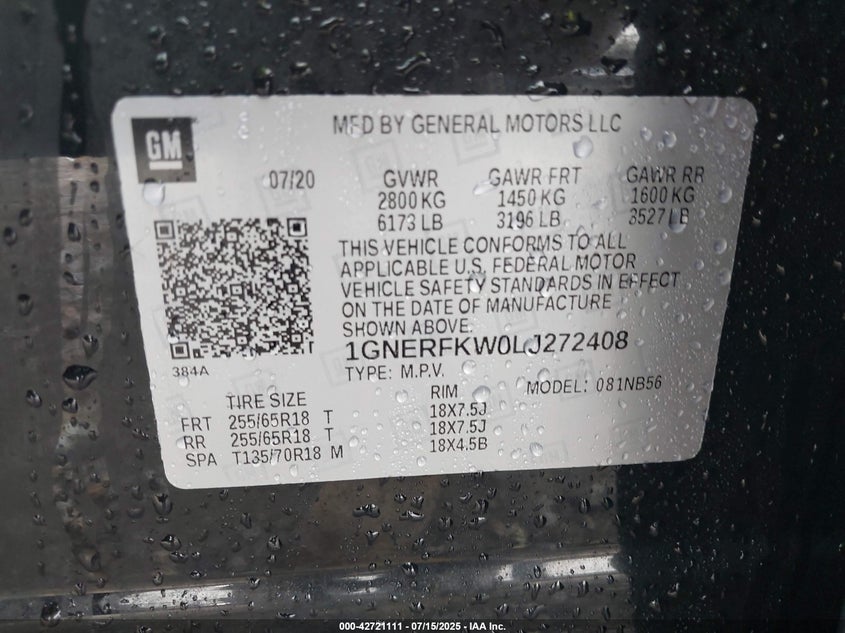 GM
MFD BY GENERAL MOTORS LLC
07/20 GVWR GAWR FRT GAWR RR
2800 KG 1450 KG 1600 KG
6173 LB 3196 LB 3527 LB
THIS VEHICLE CONFORMS TO ALL
APPLICABLE U.S. FEDERAL MOTOR
VEHICLE SAFETY STANDARDS IN EFFECT
ON THE DATE OF MANUFACTURE
SHOWN ABOVE.
1GNERFKW0LJ272408
384A
TYPE: M.P.V.
MODEL: 081NB56
TIRE SIZE RIM
FRT 255/65R18 T 18X7.5J
RR 255/65R18 T 18X7.5J
SPA T135/70R18 M 18X4.5B
000-42721111 - 07/15/2025 - IAA Inc.